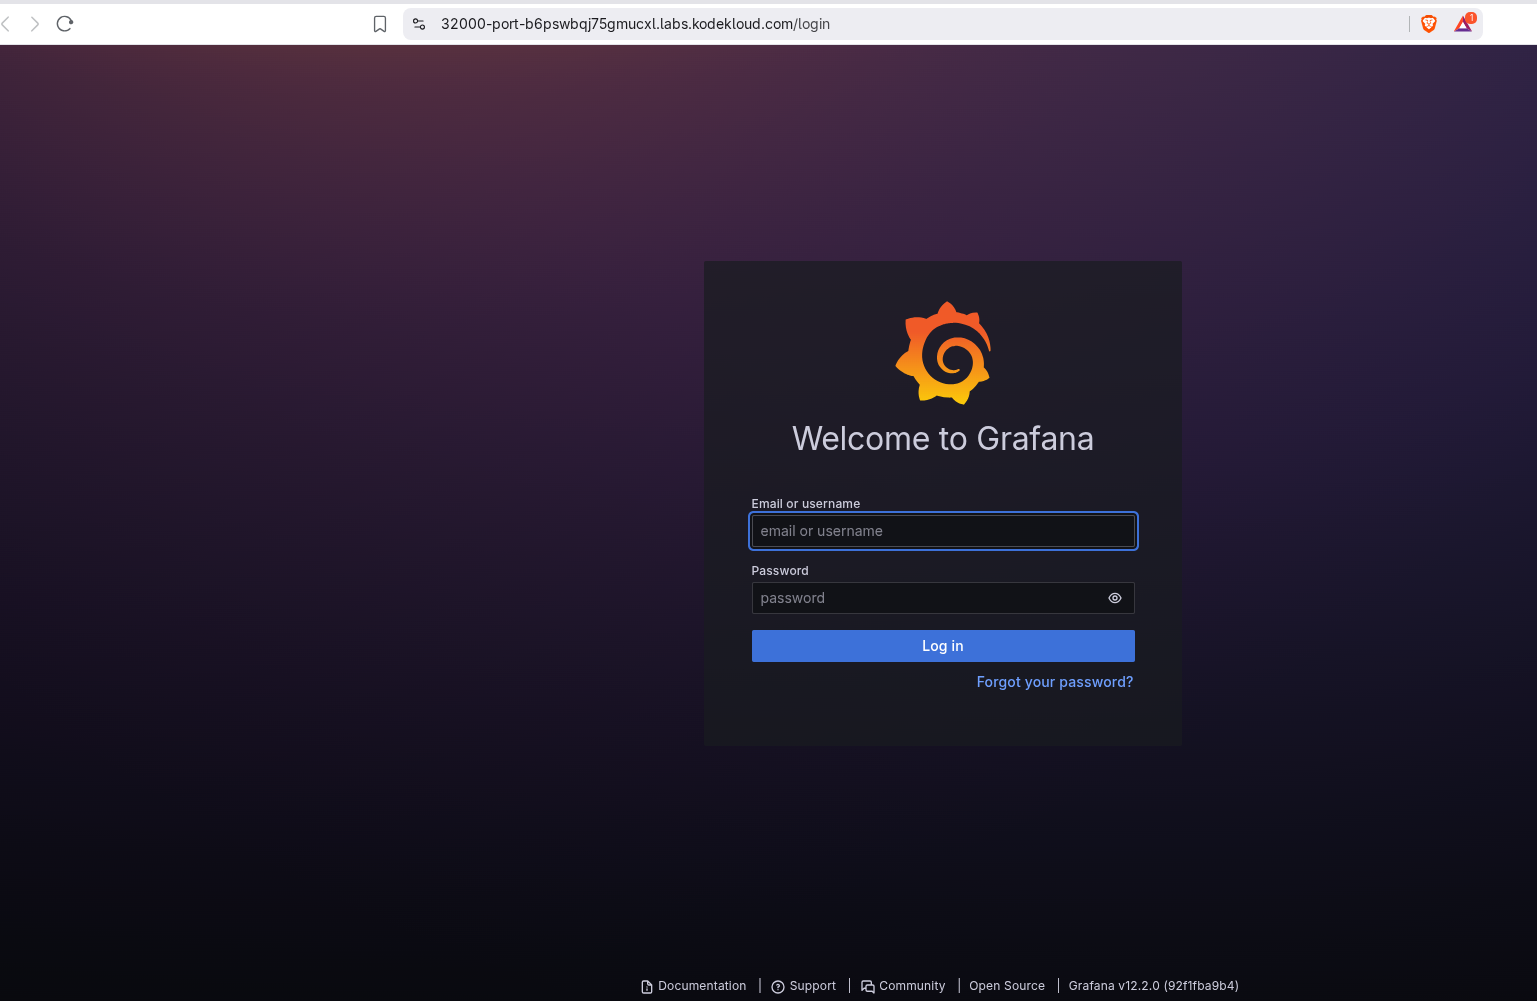 32000-port-b6pswbqj75gmucxl.labs.kodekloud.com/login
1
Welcome to Grafana
Email or username
email or username
Password
password
Log in
Forgot your password?
Documentation | Support | Community | Open Source | Grafana v12.2.0 (92f1fba9b4)